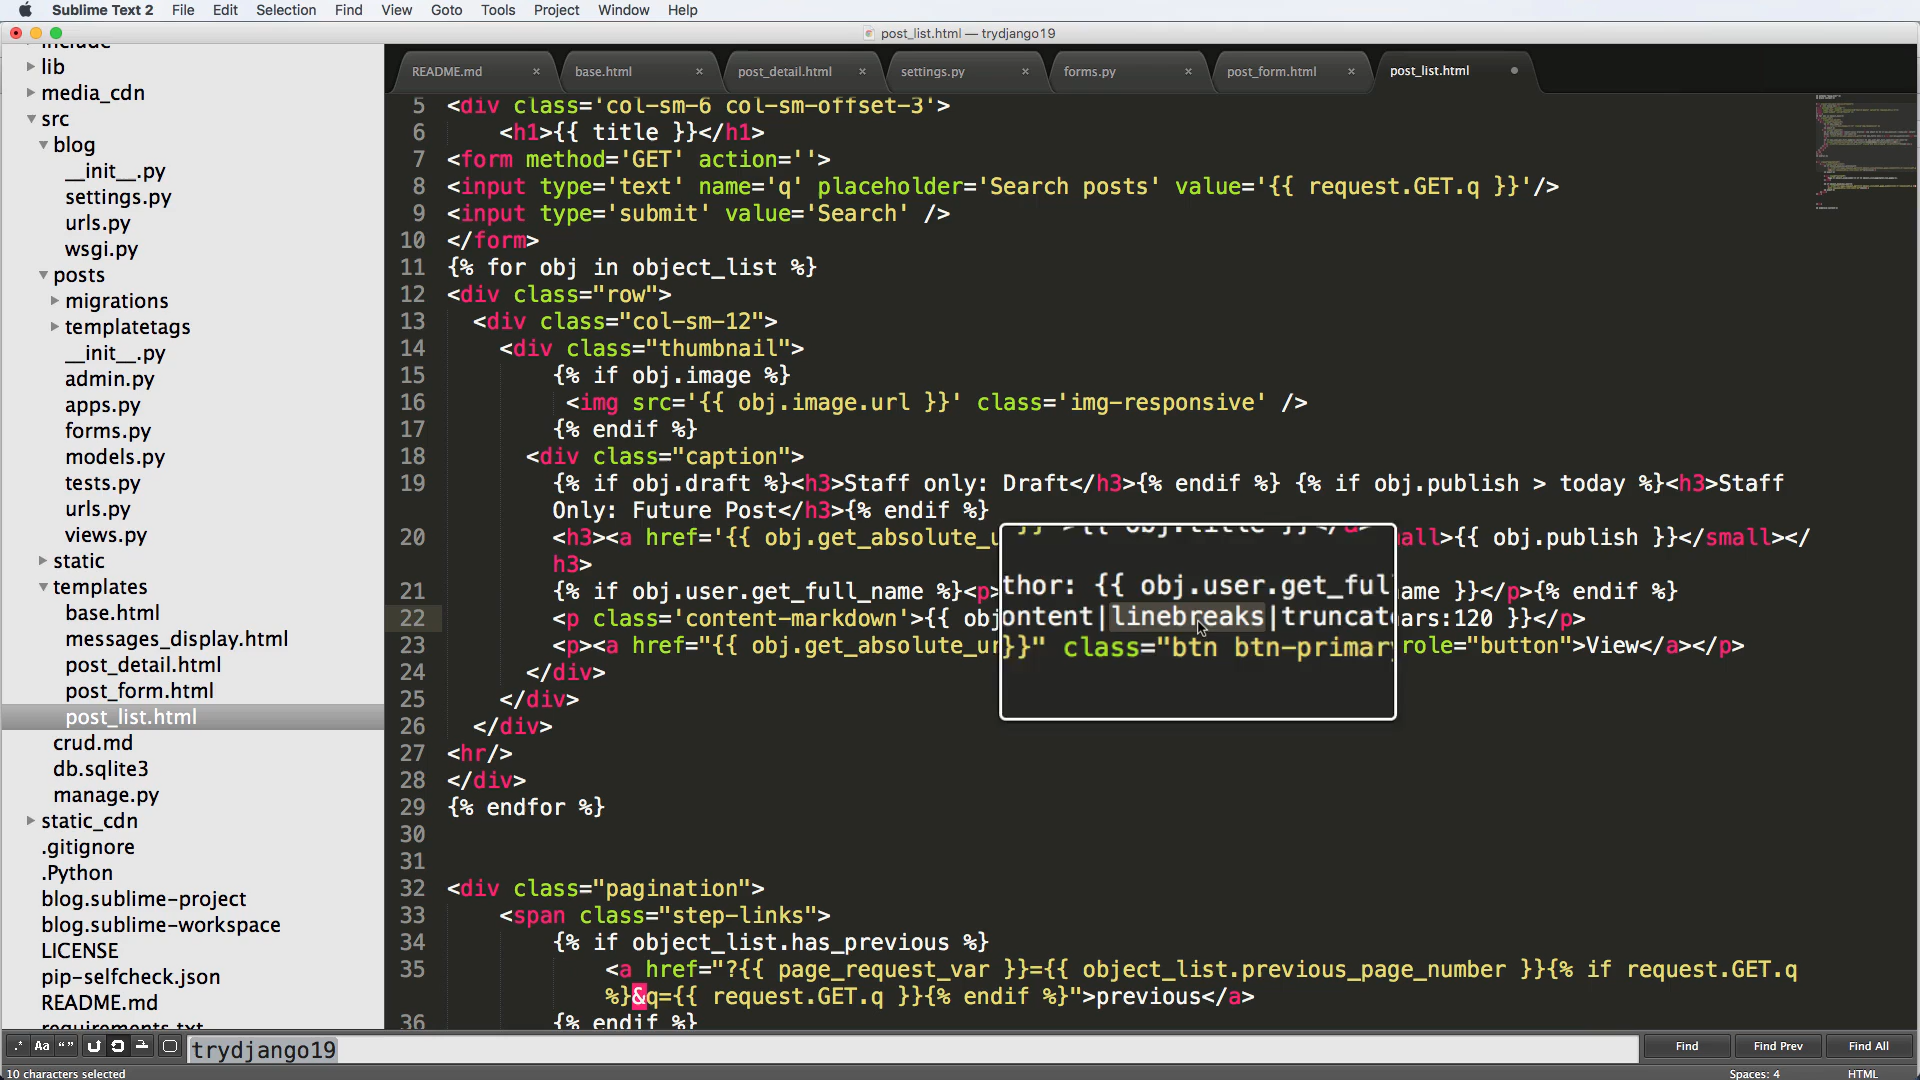 Sublime Text 2 File Edit Selection Find View Goto Tools Project Window Help
post_list.html — trydjango19
include
lib
media_cdn
src
blog
__init__.py
settings.py
urls.py
wsgi.py
posts
migrations
templatetags
__init__.py
admin.py
apps.py
forms.py
models.py
tests.py
urls.py
views.py
static
templates
base.html
messages_display.html
post_detail.html
post_form.html
post_list.html
crud.md
db.sqlite3
manage.py
static_cdn
.gitignore
.Python
blog.sublime-project
blog.sublime-workspace
LICENSE
pip-selfcheck.json
README.md
requirements.txt
README.md × base.html × post_detail.html × settings.py × forms.py × post_form.html × post_list.html
5 <div class='col-sm-6 col-sm-offset-3'>
6 <h1>{{ title }}</h1>
7 <form method='GET' action=''>
8 <input type='text' name='q' placeholder='Search posts' value='{{ request.GET.q }}'/>
9 <input type='submit' value='Search' />
10 </form>
11 {% for obj in object_list %}
12 <div class="row">
13 <div class="col-sm-12">
14 <div class="thumbnail">
15 {% if obj.image %}
16 <img src='{{ obj.image.url }}' class='img-responsive' />
17 {% endif %}
18 <div class="caption">
19 {% if obj.draft %}<h3>Staff only: Draft</h3>{% endif %} {% if obj.publish > today %}<h3>Staff
Only: Future Post</h3>{% endif %}
20 <h3><a href='{{ obj.get_absolute_u }}'>{{ obj.title }}</a> all>{{ obj.publish }}</small></
h3>
21 {% if obj.user.get_full_name %}<p> thor: {{ obj.user.get_ful ame }}</p>{% endif %}
22 <p class='content-markdown'>{{ obj ontent|linebreaks|truncat ars:120 }}</p>
23 <p><a href="{{ obj.get_absolute_ur }}" class="btn btn-primar role="button">View</a></p>
24 </div>
25 </div>
26 </div>
27 <hr/>
28 </div>
29 {% endfor %}
30
31
32 <div class="pagination">
33 <span class="step-links">
34 {% if object_list.has_previous %}
35 <a href="?{{ page_request_var }}={{ object_list.previous_page_number }}{% if request.GET.q
%}&q={{ request.GET.q }}{% endif %}">previous</a>
36 {% endif %}
.* Aa “ ” trydjango19 Find Find Prev Find All
10 characters selected Spaces: 4 HTML